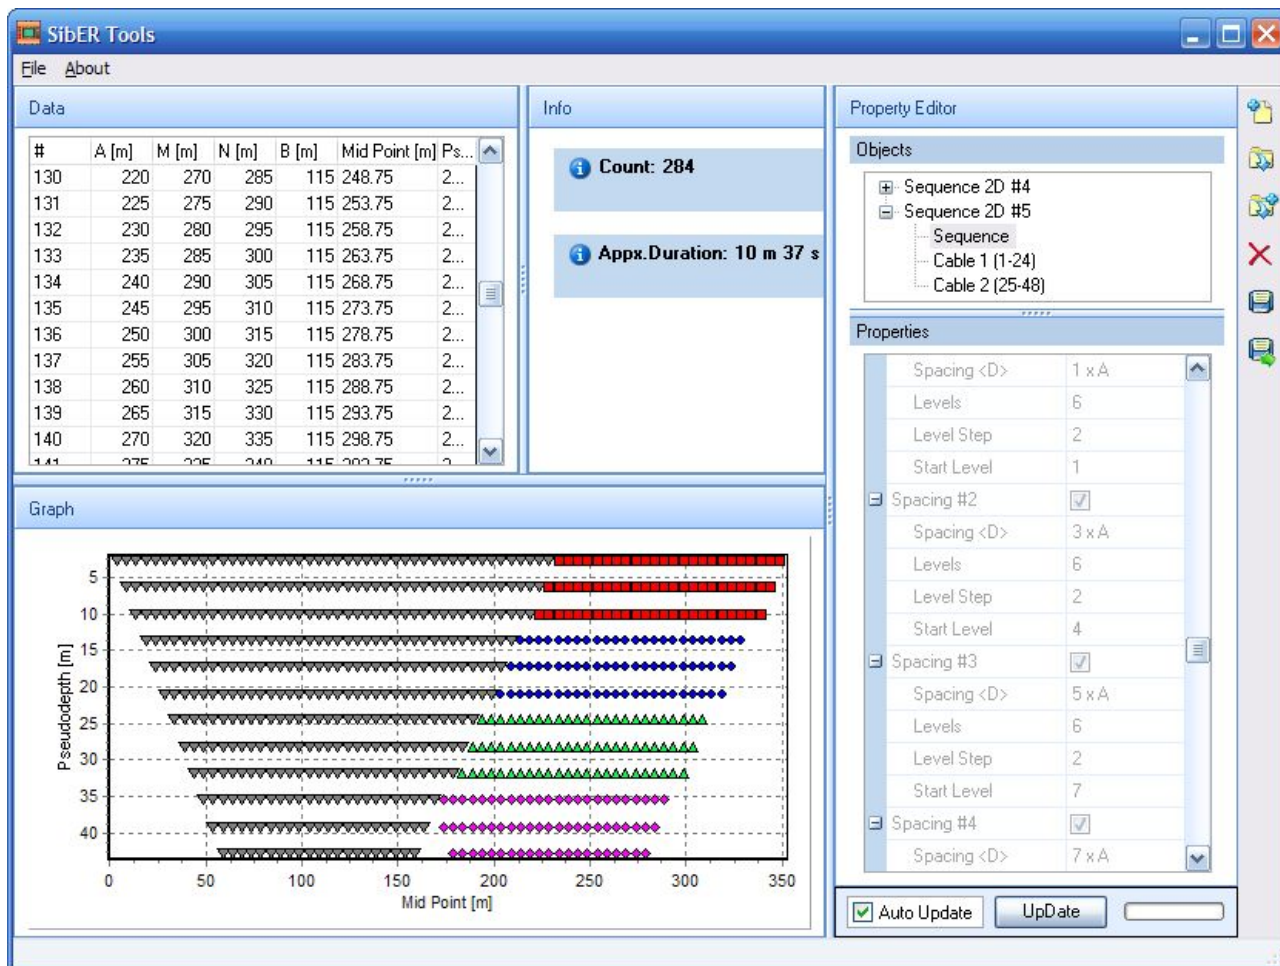 SibER Tools
File About
Data
# A [m] M [m] N [m] B [m] Mid Point [m] Ps...
130 220 270 285 115 248.75 2...
131 225 275 290 115 253.75 2...
132 230 280 295 115 258.75 2...
133 235 285 300 115 263.75 2...
134 240 290 305 115 268.75 2...
135 245 295 310 115 273.75 2...
136 250 300 315 115 278.75 2...
137 255 305 320 115 283.75 2...
138 260 310 325 115 288.75 2...
139 265 315 330 115 293.75 2...
140 270 320 335 115 298.75 2...
Info
Count: 284
Appx.Duration: 10 m 37 s
Graph
Pseudodepth [m]
5
10
15
20
25
30
35
40
0 50 100 150 200 250 300 350
Mid Point [m]
Property Editor
Objects
Sequence 2D #4
Sequence 2D #5
Sequence
Cable 1 (1-24)
Cable 2 (25-48)
Properties
Spacing <D> 1 x A
Levels 6
Level Step 2
Start Level 1
Spacing #2
Spacing <D> 3 x A
Levels 6
Level Step 2
Start Level 4
Spacing #3
Spacing <D> 5 x A
Levels 6
Level Step 2
Start Level 7
Spacing #4
Spacing <D> 7 x A
Auto Update UpDate